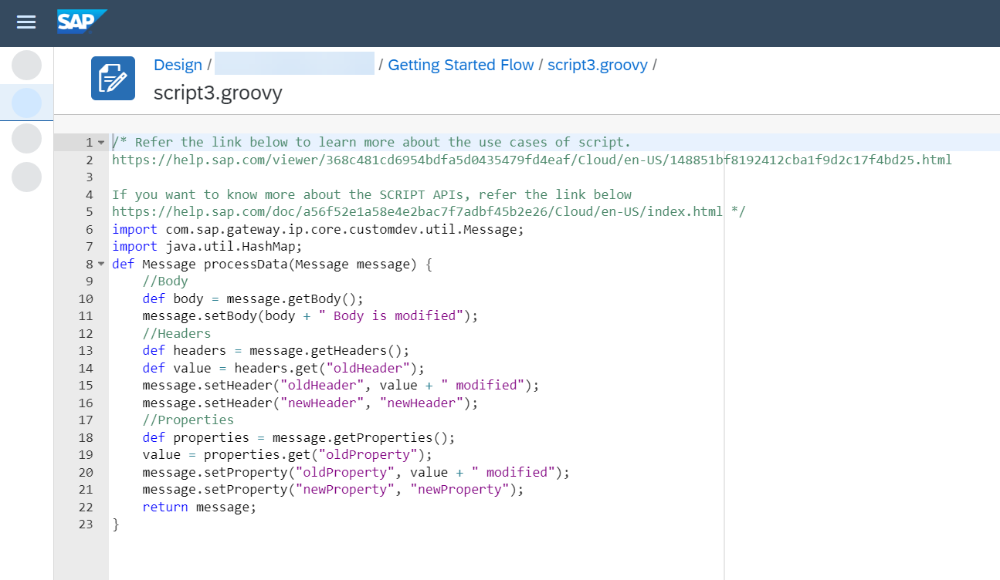 SAP
Design / / Getting Started Flow / script3.groovy /
script3.groovy
1 /* Refer the link below to learn more about the use cases of script.
2 https://help.sap.com/viewer/368c481cd6954bdfa5d0435479fd4eaf/Cloud/en-US/148851bf8192412cba1f9d2c17f4bd25.html
3
4 If you want to know more about the SCRIPT APIs, refer the link below
5 https://help.sap.com/doc/a56f52e1a58e4e2bac7f7adbf45b2e26/Cloud/en-US/index.html */
6 import com.sap.gateway.ip.core.customdev.util.Message;
7 import java.util.HashMap;
8 def Message processData(Message message) {
9     //Body
10     def body = message.getBody();
11     message.setBody(body + " Body is modified");
12     //Headers
13     def headers = message.getHeaders();
14     def value = headers.get("oldHeader");
15     message.setHeader("oldHeader", value + " modified");
16     message.setHeader("newHeader", "newHeader");
17     //Properties
18     def properties = message.getProperties();
19     value = properties.get("oldProperty");
20     message.setProperty("oldProperty", value + " modified");
21     message.setProperty("newProperty", "newProperty");
22     return message;
23 }